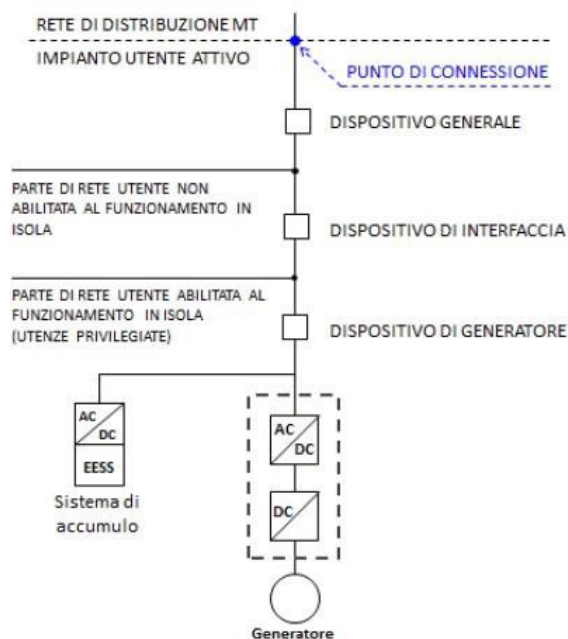 RETE DI DISTRIBUZIONE MT
IMPIANTO UTENTE ATTIVO
PUNTO DI CONNESSIONE
DISPOSITIVO GENERALE
PARTE DI RETE UTENTE NON
ABILITATA AL FUNZIONAMENTO IN
ISOLA
DISPOSITIVO DI INTERFACCIA
PARTE DI RETE UTENTE ABILITATA AL
FUNZIONAMENTO IN ISOLA
(UTENZE PRIVILEGIATE)
DISPOSITIVO DI GENERATORE
AC
DC
EESS
Sistema di
accumulo
AC
DC
DC
Generatore